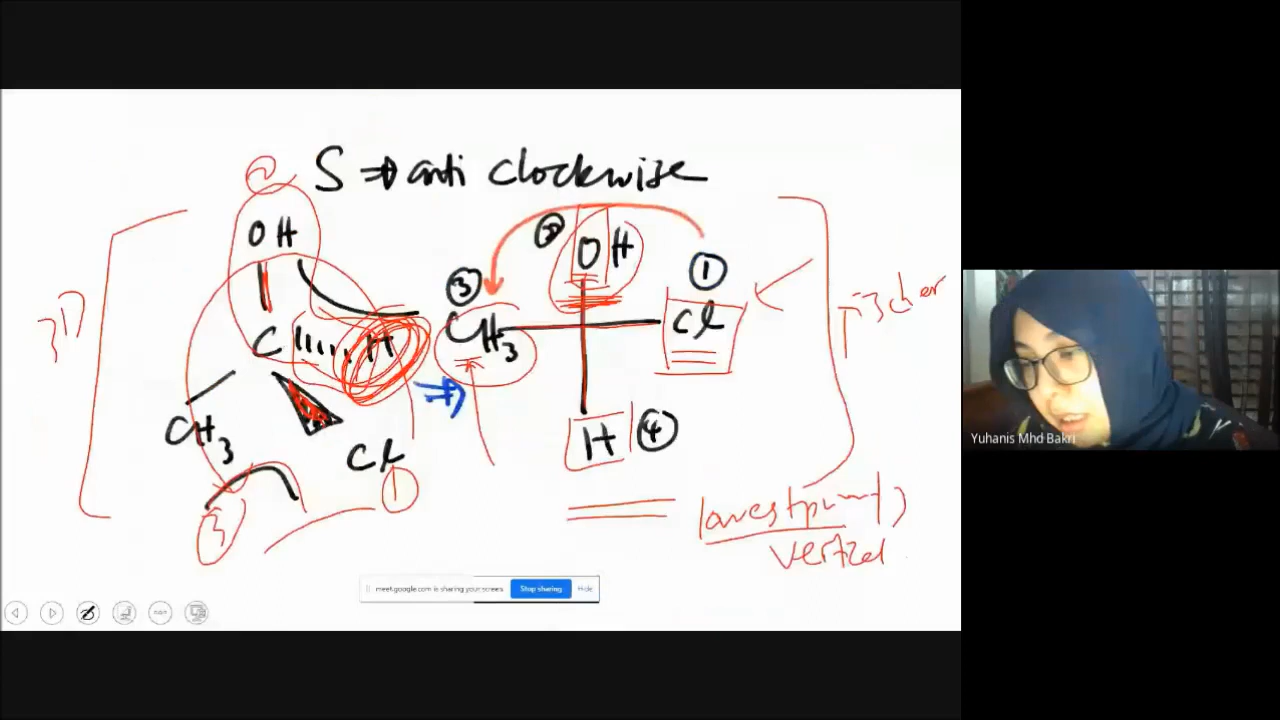 S ⇒ anti clockwise
2
OH
C H
CH3
Cl
3
1
3D
2
OH
3
CH3
1
Cl
H 4
lowest priority
vertical
Yuhanis Mhd Bakri
meet.google.com is sharing your screen. Stop sharing Hide